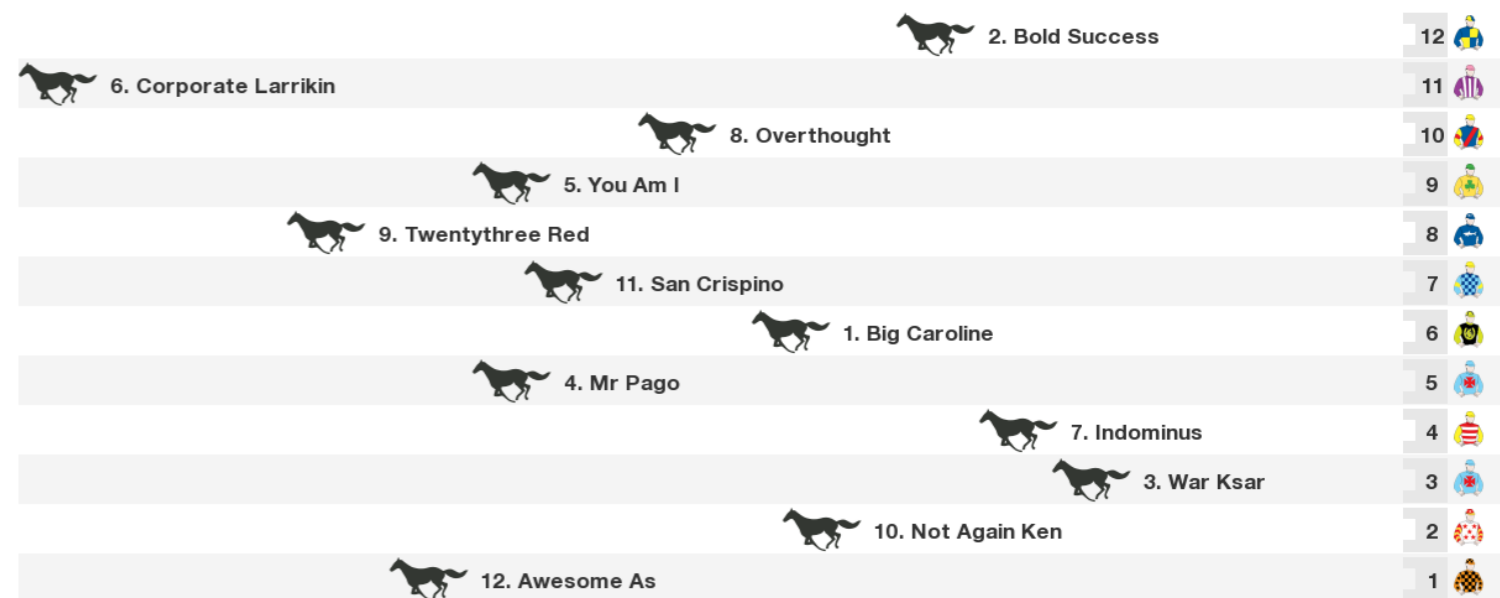 2. Bold Success 12
6. Corporate Larrikin 11
8. Overthought 10
5. You Am I 9
9. Twentythree Red 8
11. San Crispino 7
1. Big Caroline 6
4. Mr Pago 5
7. Indominus 4
3. War Ksar 3
10. Not Again Ken 2
12. Awesome As 1